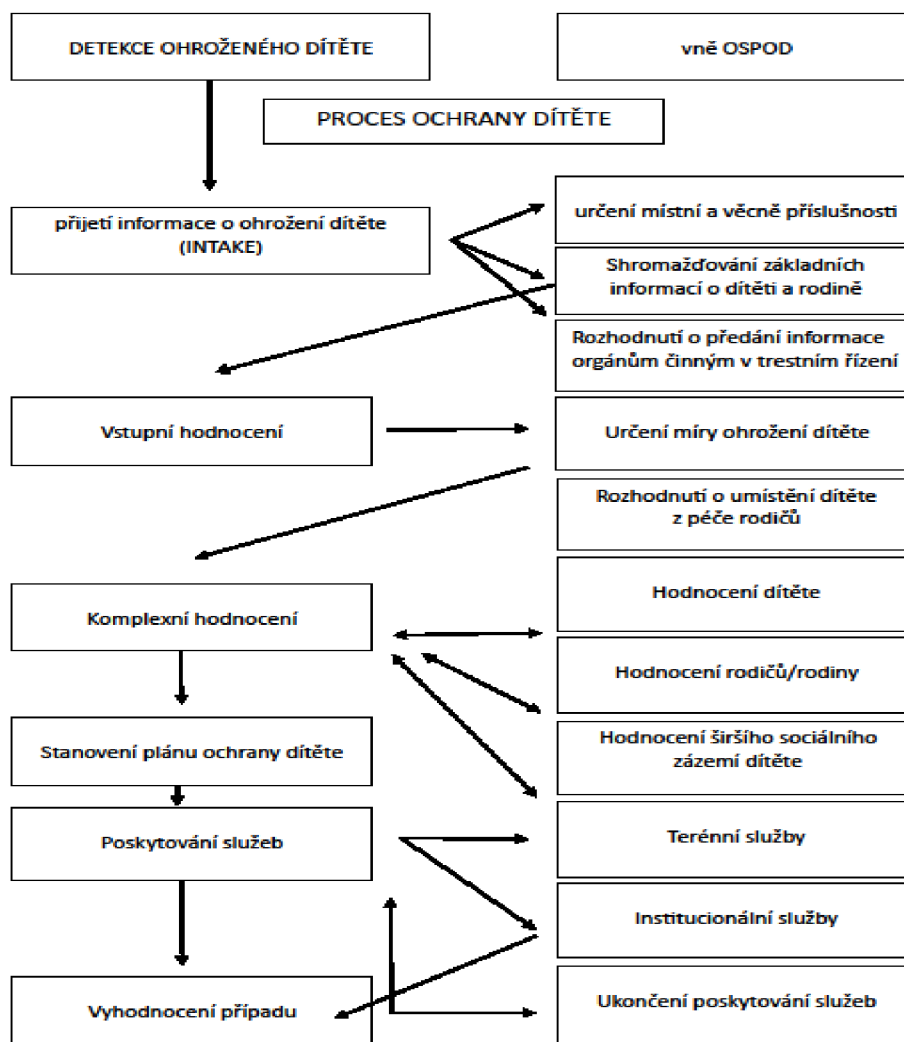 DETEKCE OHROŽENÉHO DÍTĚTE
vně OSPOD
PROCES OCHRANY DÍTĚTE
přijetí informace o ohrožení dítěte
(INTAKE)
určení místní a věcně příslušnosti
Shromažďování základních
informací o dítěti a rodině
Rozhodnutí o předání informace
orgánům činným v trestním řízení
Vstupní hodnocení
Určení míry ohrožení dítěte
Rozhodnutí o umístění dítěte
z péče rodičů
Komplexní hodnocení
Hodnocení dítěte
Hodnocení rodičů/rodiny
Stanovení plánu ochrany dítěte
Hodnocení širšího sociálního
zázemí dítěte
Poskytování služeb
Terénní služby
Institucionální služby
Vyhodnocení případu
Ukončení poskytování služeb